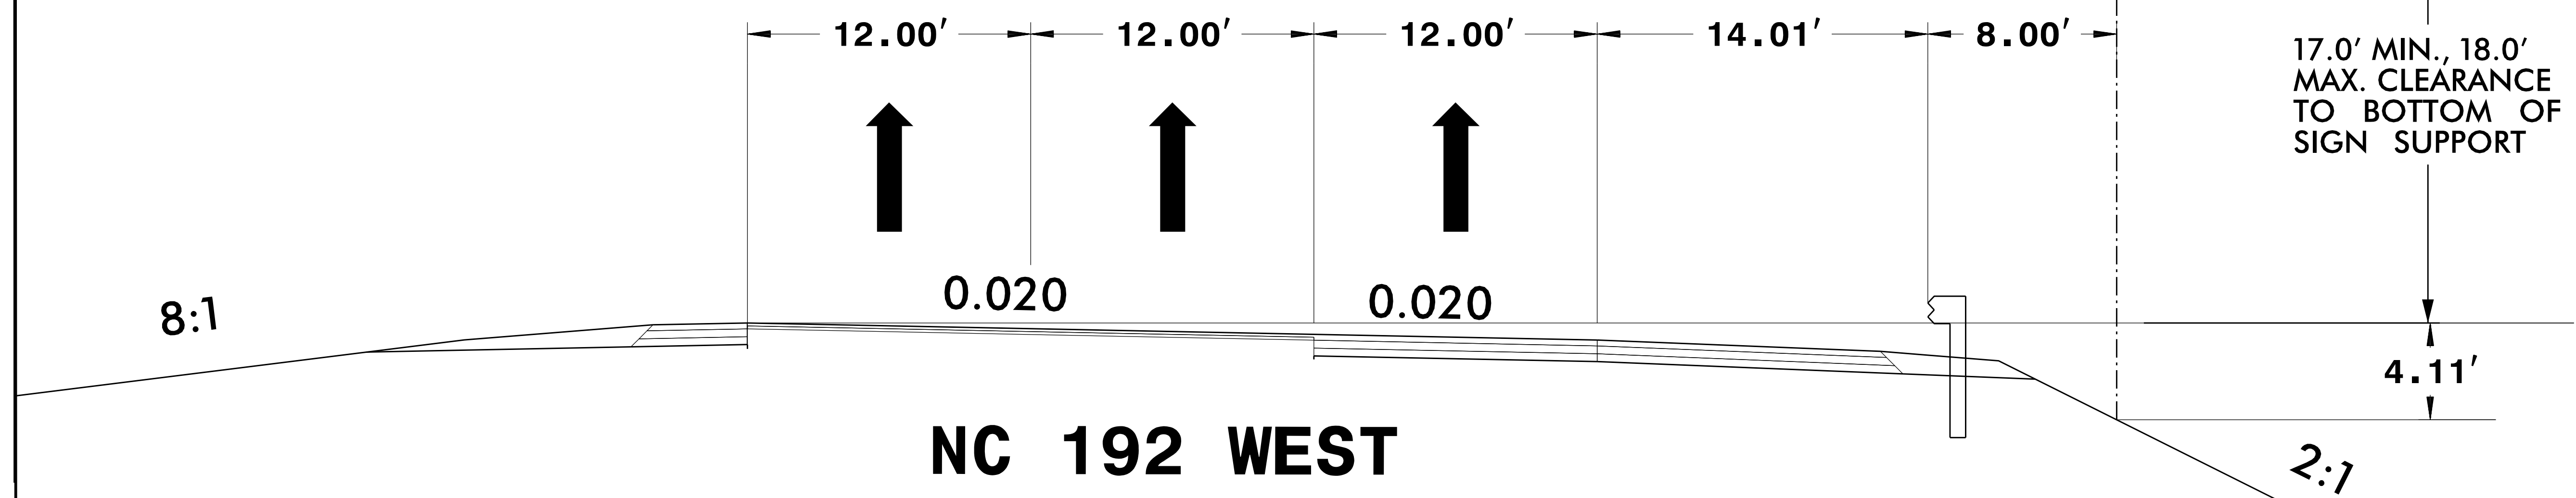 12.00' 12.00' 12.00' 14.01' 8.00'
17.0' MIN., 18.0'
MAX. CLEARANCE
TO BOTTOM OF
SIGN SUPPORT
8:1 0.020 0.020
4.11'
NC 192 WEST
2:1